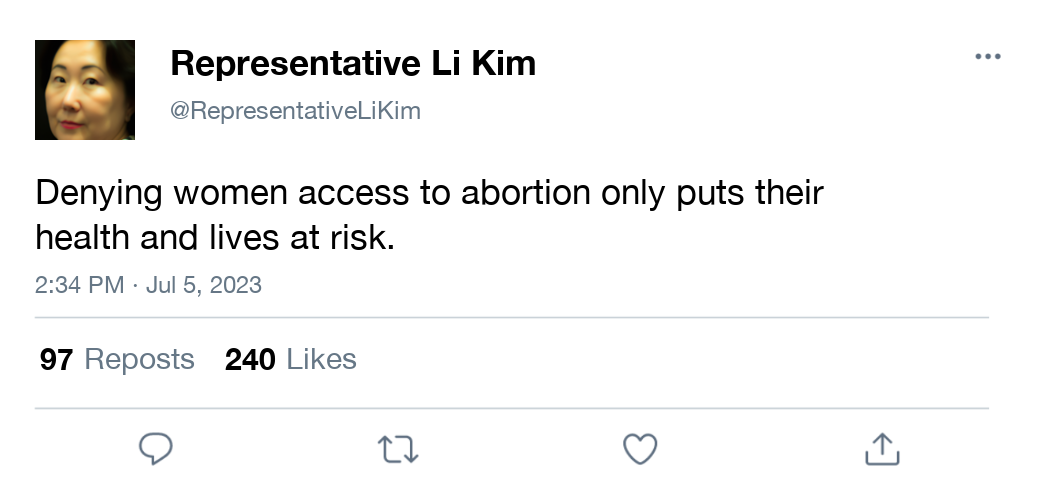 Representative Li Kim
@RepresentativeLiKim
Denying women access to abortion only puts their
health and lives at risk.
2:34 PM · Jul 5, 2023
97 Reposts 240 Likes